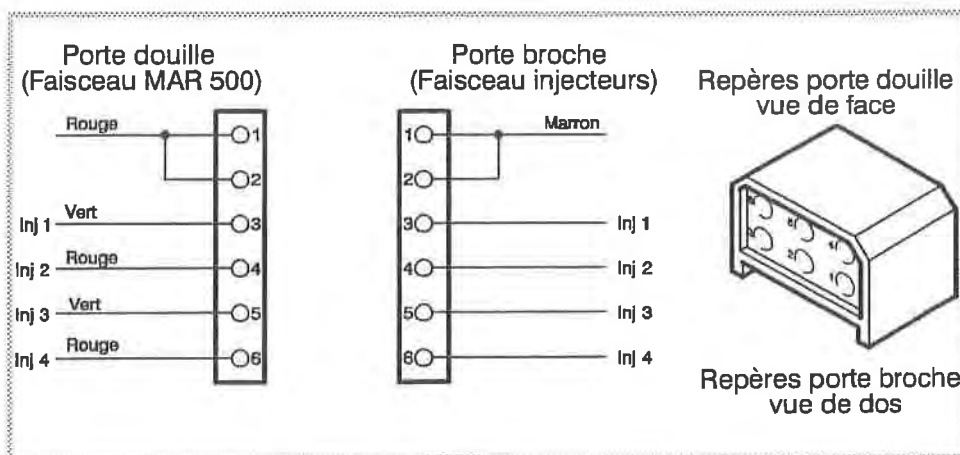 Porte douille
(Faisceau MAR 500)
Rouge
1
2
Inj 1 Vert 3
Inj 2 Rouge 4
Inj 3 Vert 5
Inj 4 Rouge 6
Porte broche
(Faisceau injecteurs)
1 Marron
2
3 Inj 1
4 Inj 2
5 Inj 3
6 Inj 4
Repères porte douille
vue de face
Repères porte broche
vue de dos